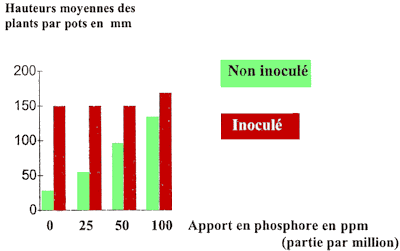 Hauteurs moyennes des
plants par pots en mm
200
150
100
50
0
0 25 50 100
Apport en phosphore en ppm
(partie par million)
Non inoculé
Inoculé